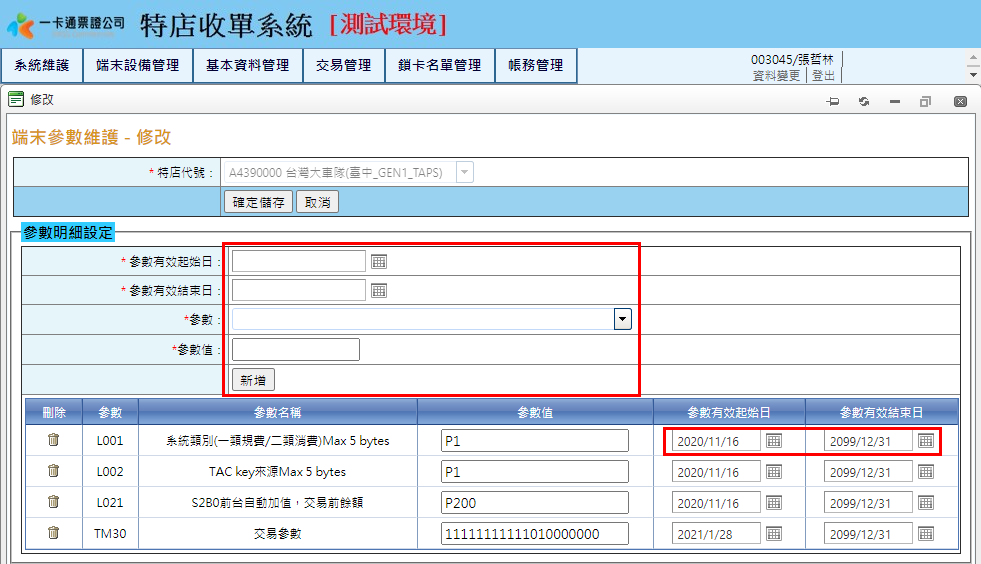 一卡通票證公司 特店收單系統 [測試環境]
系統維護 端末設備管理 基本資料管理 交易管理 鎖卡名單管理 帳務管理
003045/張哲林
資料變更 登出
修改
端末參數維護 - 修改
* 特店代號 : A4390000 台灣大車隊(臺中_GEN1_TAPS)
確定儲存 取消
參數明細設定
* 參數有效起始日 :
* 參數有效結束日 :
*參數 :
*參數值 :
新增
刪除 參數 參數名稱 參數值 參數有效起始日 參數有效結束日
L001 系統類別(一類規費/二類消費)Max 5 bytes P1 2020/11/16 2099/12/31
L002 TAC key來源Max 5 bytes P1 2020/11/16 2099/12/31
L021 S2B0前台自動加值，交易前餘額 P200 2020/11/16 2099/12/31
TM30 交易參數 11111111111010000000 2021/1/28 2099/12/31